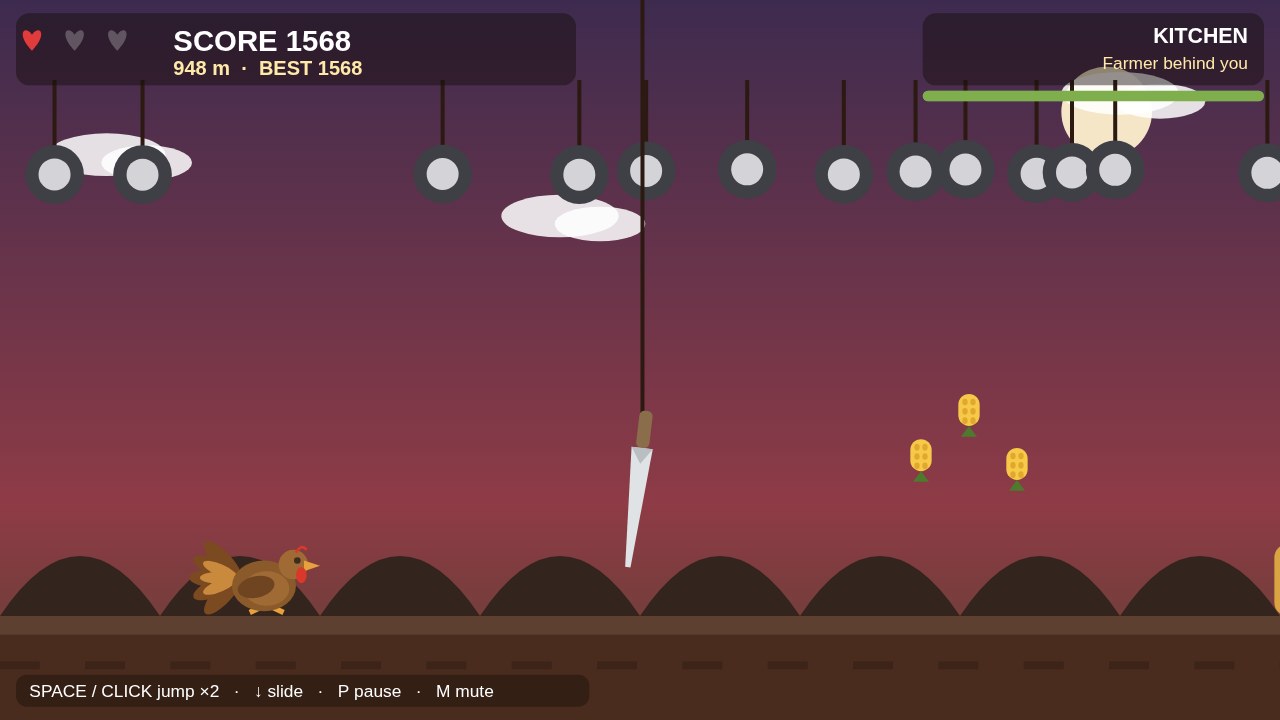 SCORE 1568
948 m · BEST 1568
KITCHEN
Farmer behind you
SPACE / CLICK jump ×2 · ↓ slide · P pause · M mute